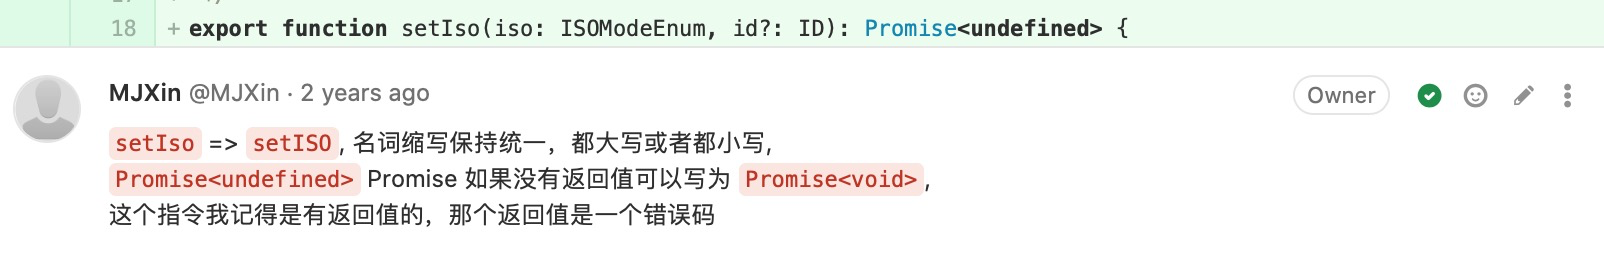 18 + export function setIso(iso: ISOModeEnum, id?: ID): Promise<undefined> {
MJXin @MJXin · 2 years ago
Owner
setIso => setISO, 名词缩写保持统一，都大写或者都小写,
Promise<undefined> Promise 如果没有返回值可以写为 Promise<void>,
这个指令我记得是有返回值的，那个返回值是一个错误码